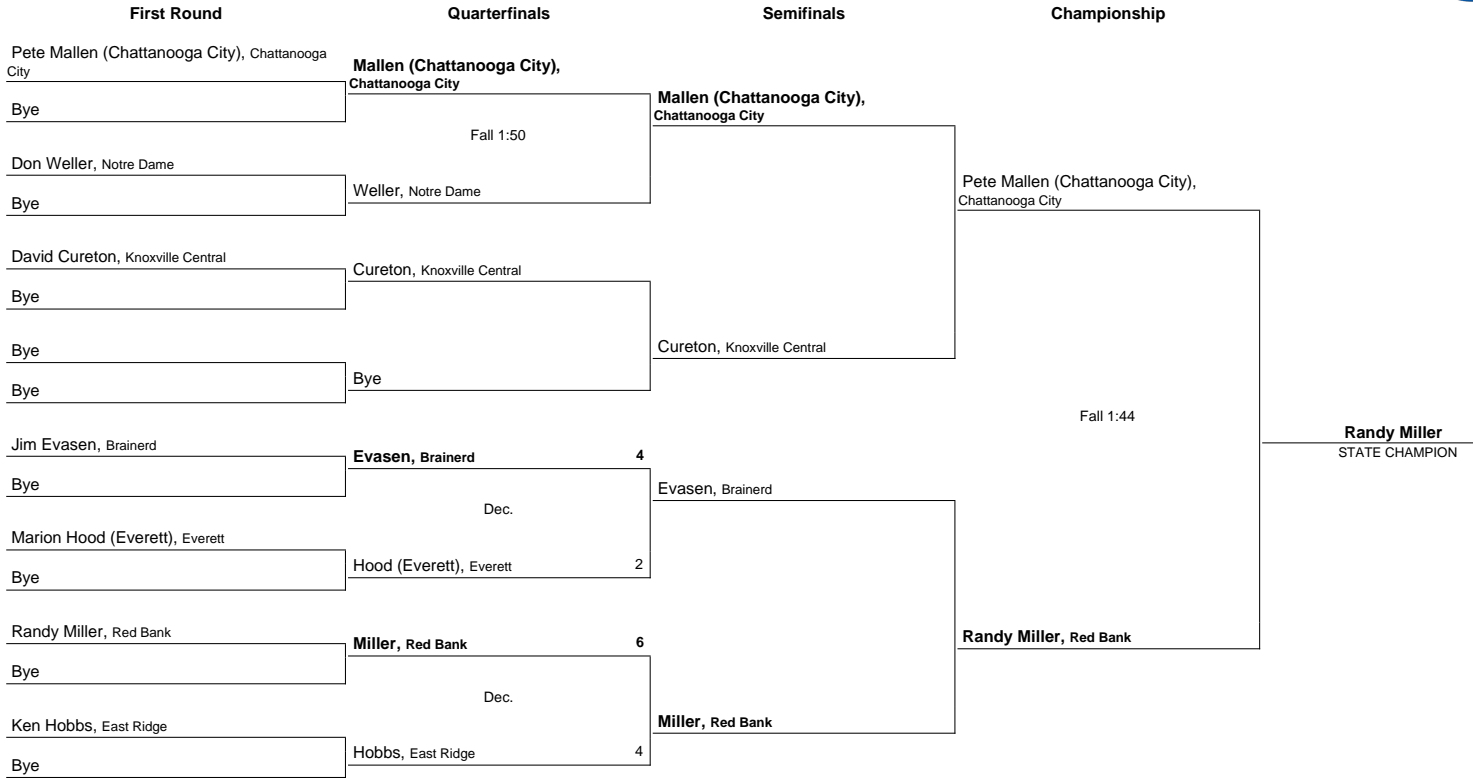 First Round
Quarterfinals
Semifinals
Championship
Pete Mallen (Chattanooga City), Chattanooga
City
Bye
Don Weller, Notre Dame
Bye
David Cureton, Knoxville Central
Bye
Bye
Bye
Jim Evasen, Brainerd
Bye
Marion Hood (Everett), Everett
Bye
Randy Miller, Red Bank
Bye
Ken Hobbs, East Ridge
Bye
Mallen (Chattanooga City),
Chattanooga City
Fall 1:50
Weller, Notre Dame
Cureton, Knoxville Central
Bye
Evasen, Brainerd 4
Dec.
Hood (Everett), Everett 2
Miller, Red Bank 6
Dec.
Hobbs, East Ridge 4
Mallen (Chattanooga City),
Chattanooga City
Cureton, Knoxville Central
Evasen, Brainerd
Miller, Red Bank
Pete Mallen (Chattanooga City),
Chattanooga City
Fall 1:44
Randy Miller, Red Bank
Randy Miller
STATE CHAMPION